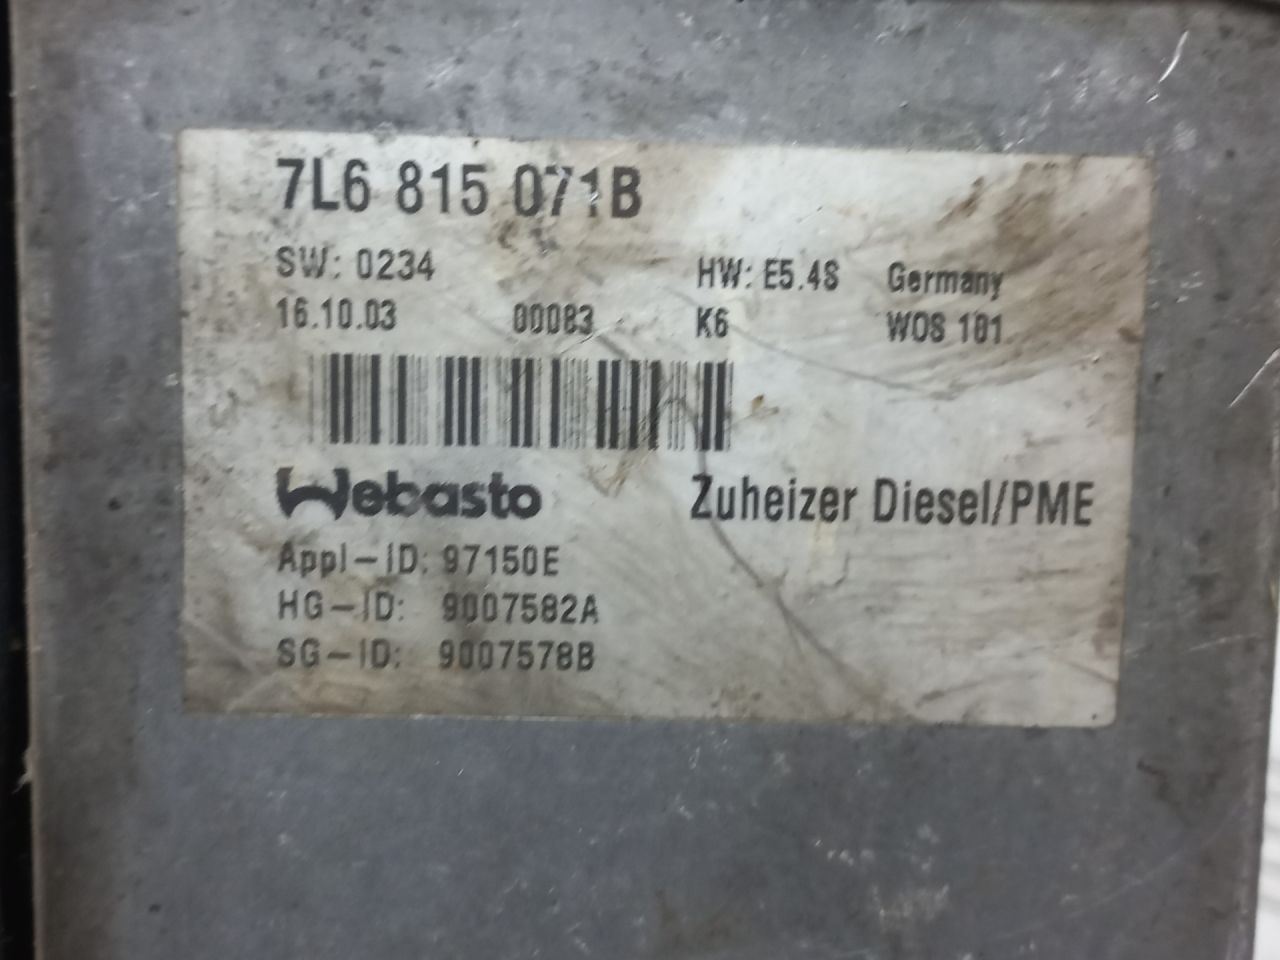 7L6 815 071B
SW: 0234 HW: E5.4S Germany
16.10.03 00083 K6 WOS 101
Webasto Zuheizer Diesel/PME
Appl-ID: 97150E
HG-ID: 9007582A
SG-ID: 9007578B